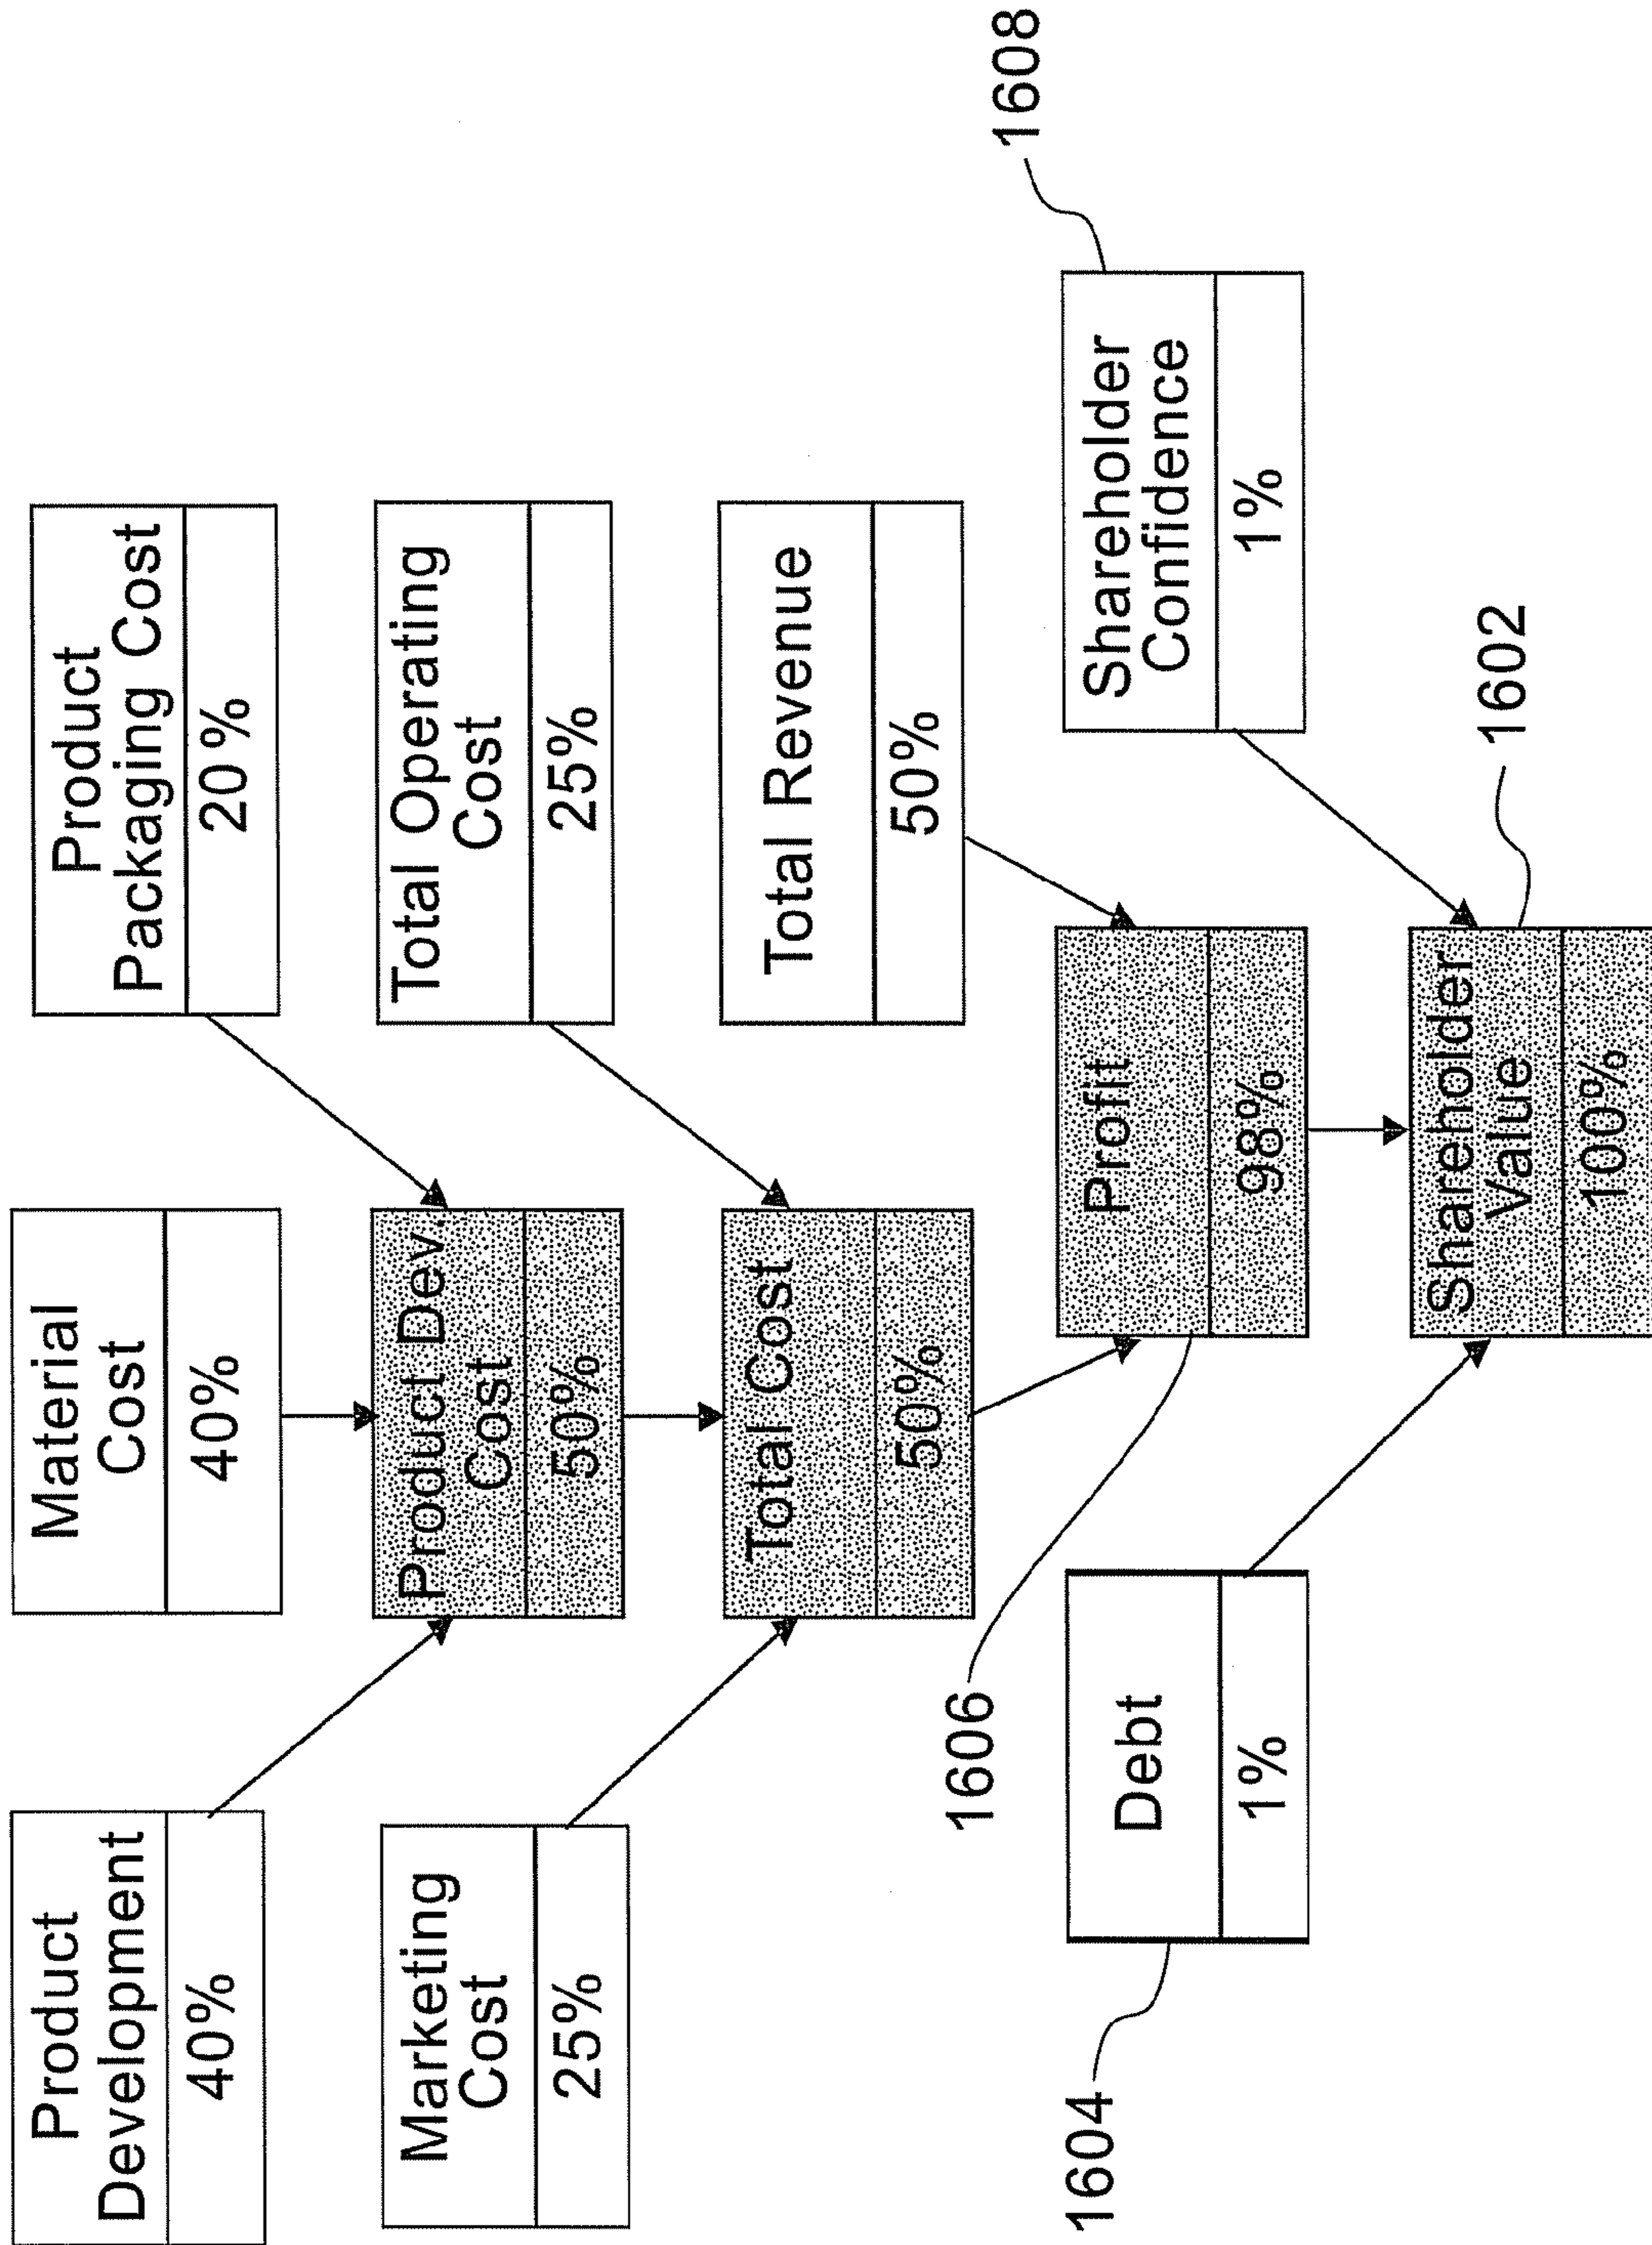 Product
Development
40%
Material
Cost
40%
Product
Packaging Cost
20%
Marketing
Cost
25%
Product Dev.
Cost
50%
Total Operating
Cost
25%
Total Cost
50%
Total Revenue
50%
1604
Debt
1%
1606
Profit
98%
Shareholder
Confidence
1%
1608
Shareholder
Value
100%
1602